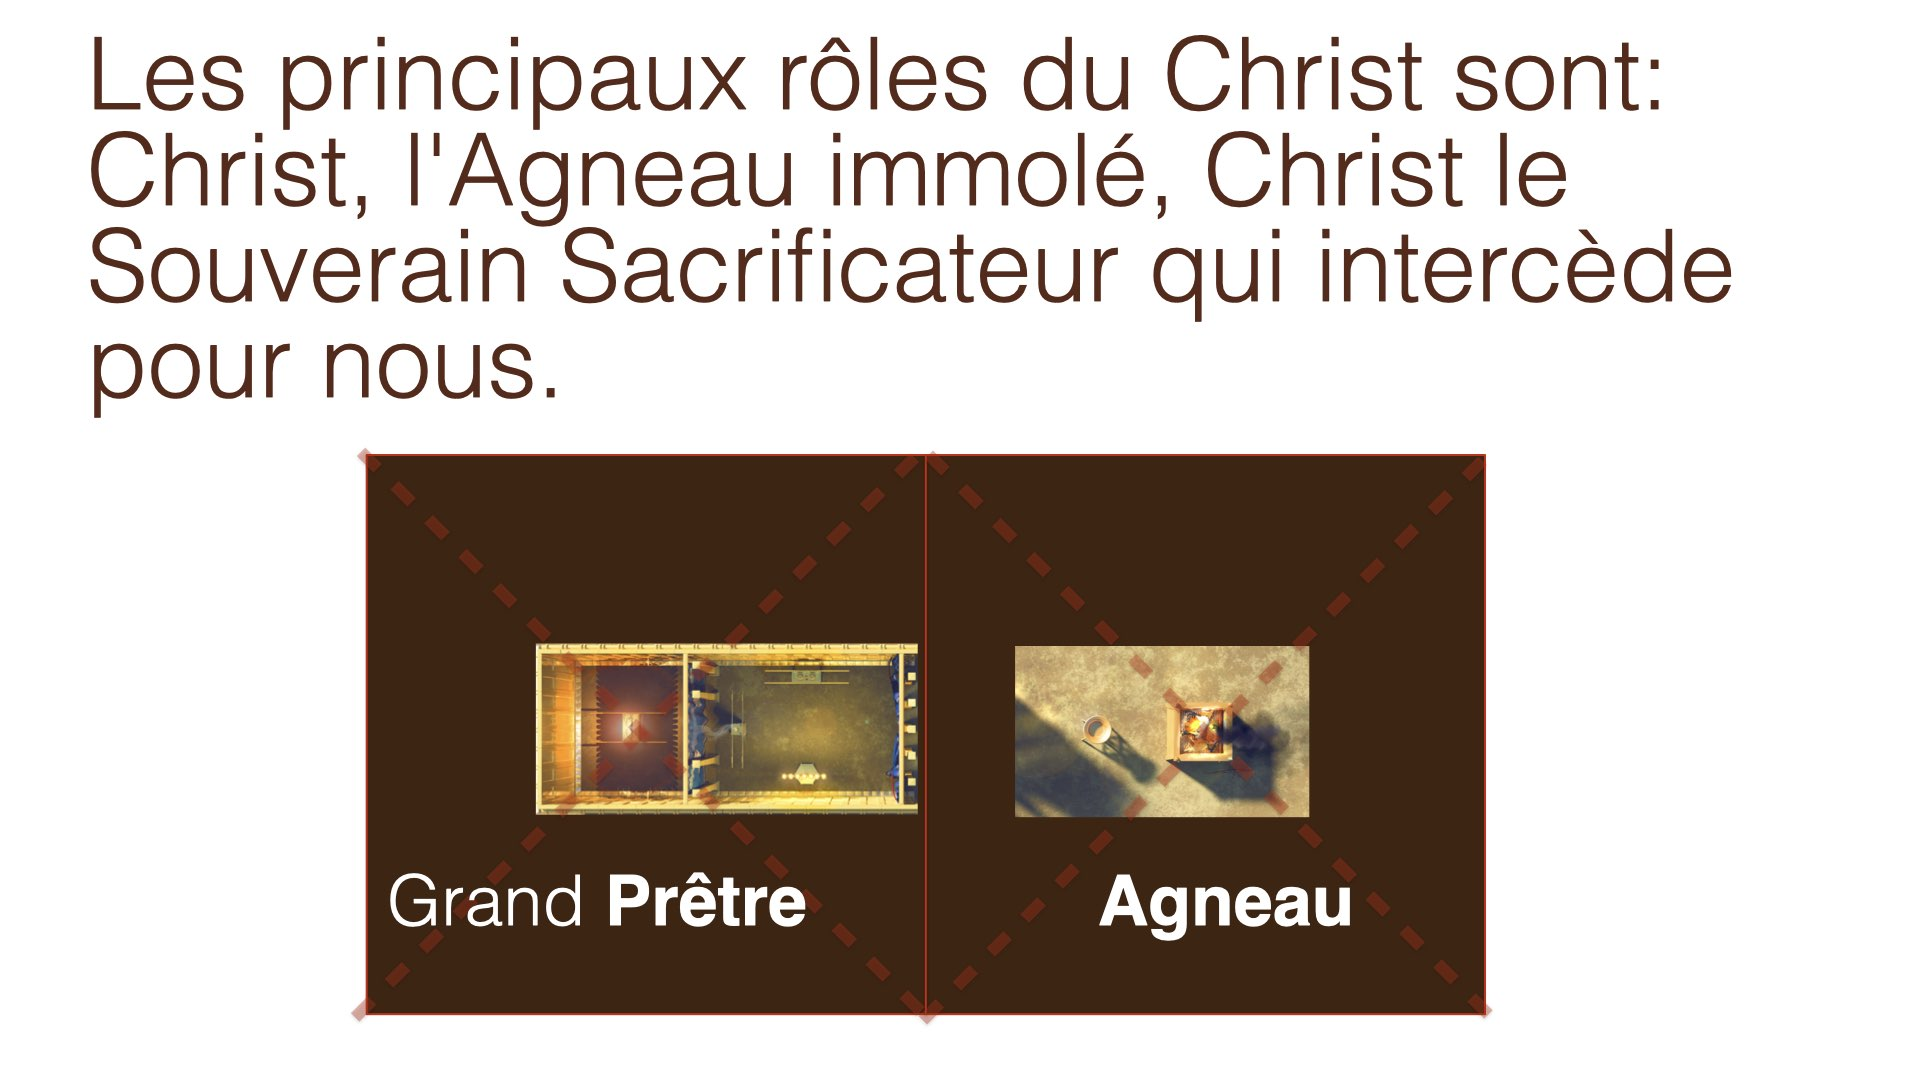 Les principaux rôles du Christ sont:
Christ, l'Agneau immolé, Christ le
Souverain Sacrificateur qui intercède
pour nous.
Grand Prêtre
Agneau